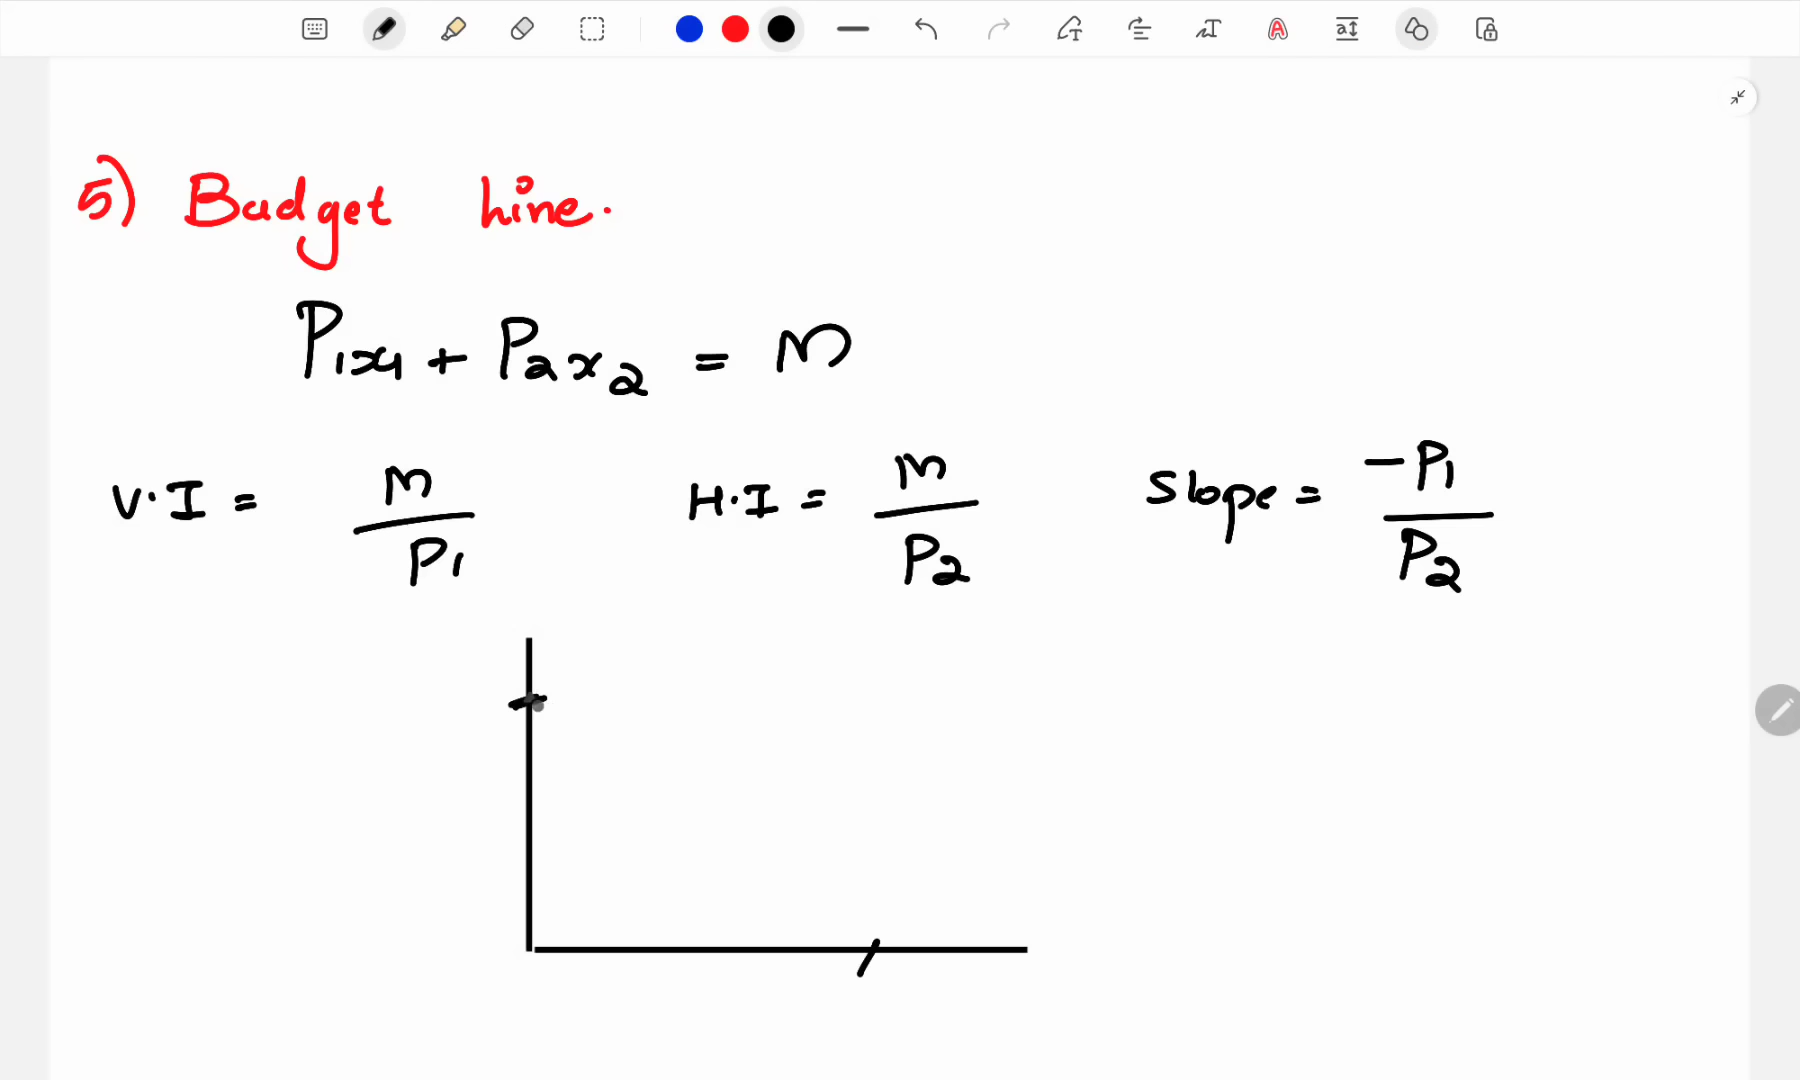 5) Budget Line.
P₁x₁ + P₂x₂ = M
V.I = M/P₁ H.I = M/P₂ Slope = -P₁/P₂